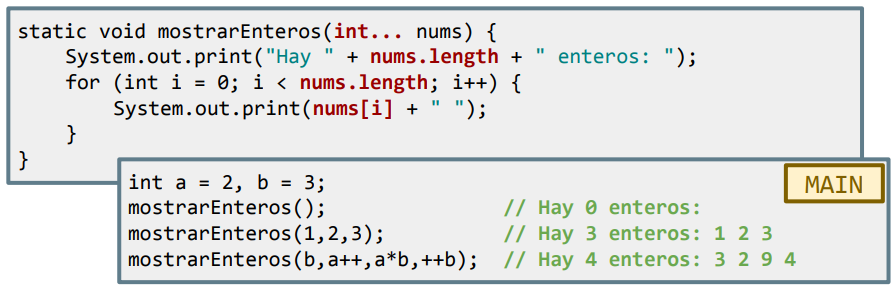 static void mostrarEnteros(int... nums) {
    System.out.print("Hay " + nums.length + " enteros: ");
    for (int i = 0; i < nums.length; i++) {
        System.out.print(nums[i] + " ");
    }
}
MAIN
int a = 2, b = 3;
mostrarEnteros();               // Hay 0 enteros:
mostrarEnteros(1,2,3);          // Hay 3 enteros: 1 2 3
mostrarEnteros(b,a++,a*b,++b);  // Hay 4 enteros: 3 2 9 4